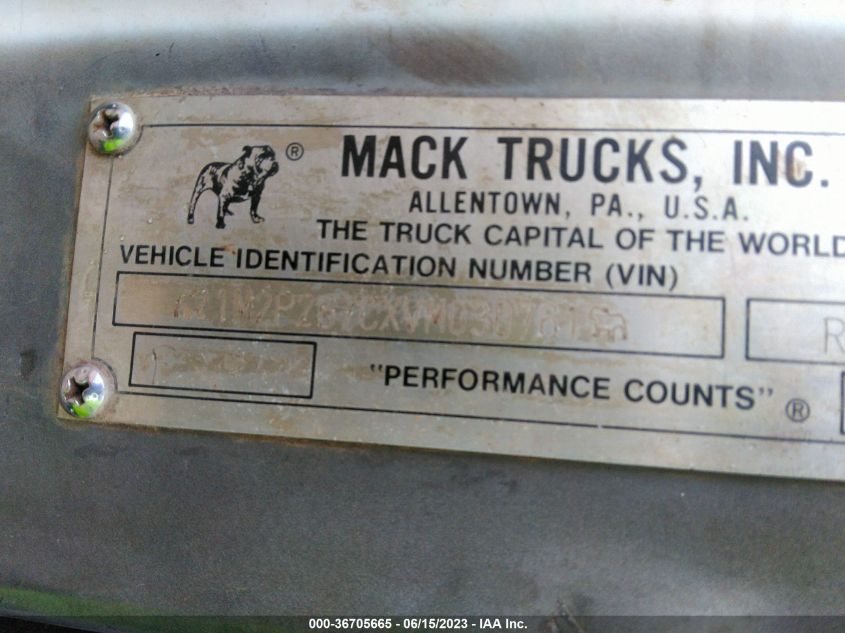 ®
MACK TRUCKS, INC.
ALLENTOWN, PA., U.S.A.
THE TRUCK CAPITAL OF THE WORLD
VEHICLE IDENTIFICATION NUMBER (VIN)
R
"PERFORMANCE COUNTS" ®
000-36705665 - 06/15/2023 - IAA Inc.